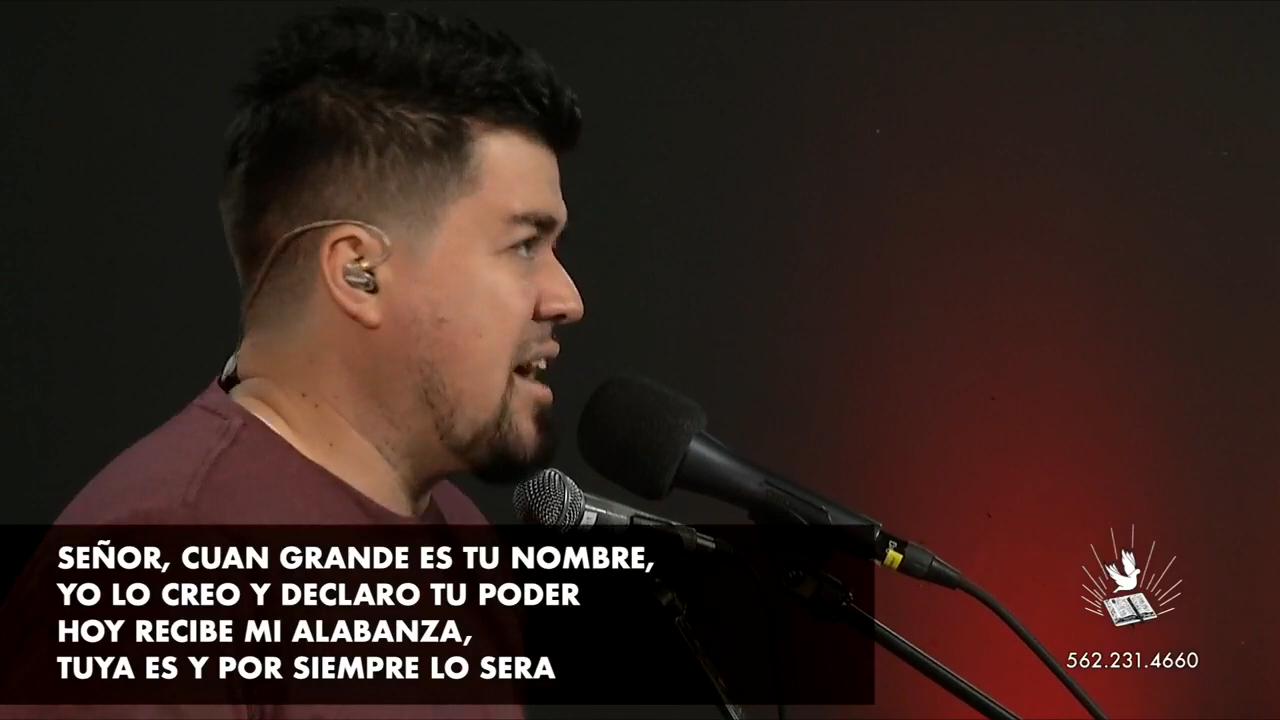 SEÑOR, CUAN GRANDE ES TU NOMBRE,
YO LO CREO Y DECLARO TU PODER
HOY RECIBE MI ALABANZA,
TUYA ES Y POR SIEMPRE LO SERA
562.231.4660